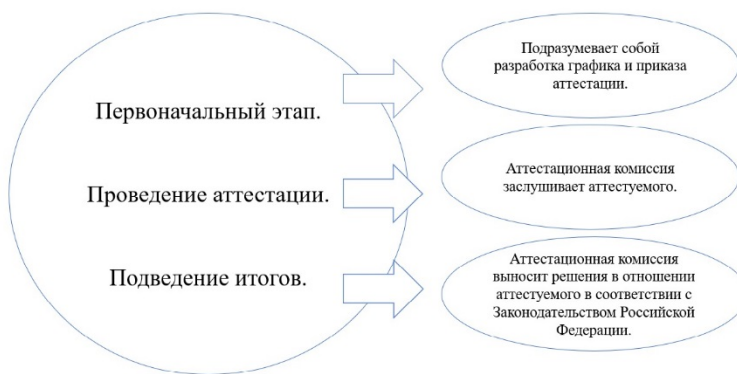 Первоначальный этап.
Подразумевает собой
разработка графика и приказа
аттестации.
Проведение аттестации.
Аттестационная комиссия
заслушивает аттестуемого.
Подведение итогов.
Аттестационная комиссия
выносит решения в отношении
аттестуемого в соответствии с
Законодательством Российской
Федерации.